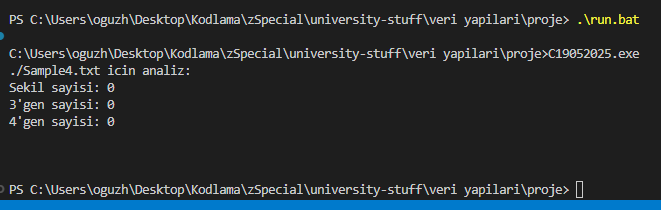 PS C:\Users\oguzh\Desktop\Kodlama\zSpecial\university-stuff\veri yapilari\proje> .\run.bat
C:\Users\oguzh\Desktop\Kodlama\zSpecial\university-stuff\veri yapilari\proje>C19052025.exe
./Sample4.txt icin analiz:
Sekil sayisi: 0
3'gen sayisi: 0
4'gen sayisi: 0
PS C:\Users\oguzh\Desktop\Kodlama\zSpecial\university-stuff\veri yapilari\proje>